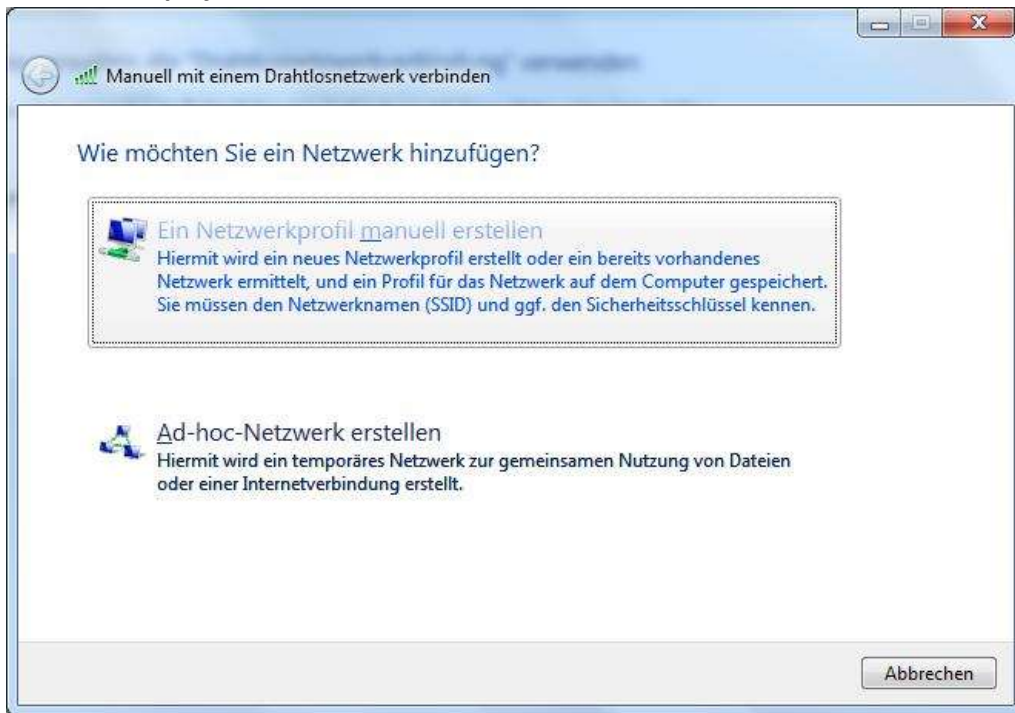 Manuell mit einem Drahtlosnetzwerk verbinden
Wie möchten Sie ein Netzwerk hinzufügen?
Ein Netzwerkprofil manuell erstellen
Hiermit wird ein neues Netzwerkprofil erstellt oder ein bereits vorhandenes
Netzwerk ermittelt, und ein Profil für das Netzwerk auf dem Computer gespeichert.
Sie müssen den Netzwerknamen (SSID) und ggf. den Sicherheitsschlüssel kennen.
Ad-hoc-Netzwerk erstellen
Hiermit wird ein temporäres Netzwerk zur gemeinsamen Nutzung von Dateien
oder einer Internetverbindung erstellt.
Abbrechen